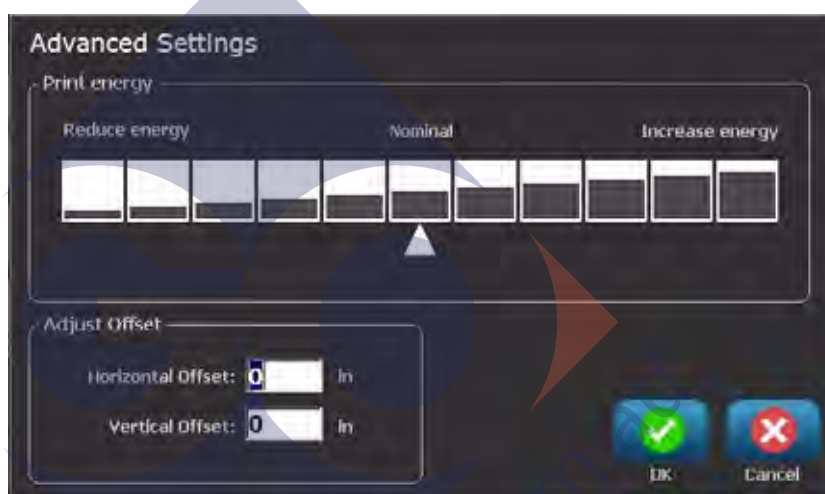 Advanced Settings
Print energy
Reduce energy Nominal Increase energy
Adjust Offset
Horizontal Offset: 0 in
Vertical Offset: 0 in
OK Cancel